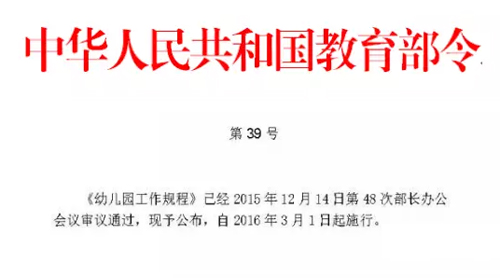 中华人民共和国教育部令
第 39 号
《幼儿园工作规程》已经 2015 年 12 月 14 日第 48 次部长办公
会议审议通过，现予公布，自 2016 年 3 月 1 日起施行。